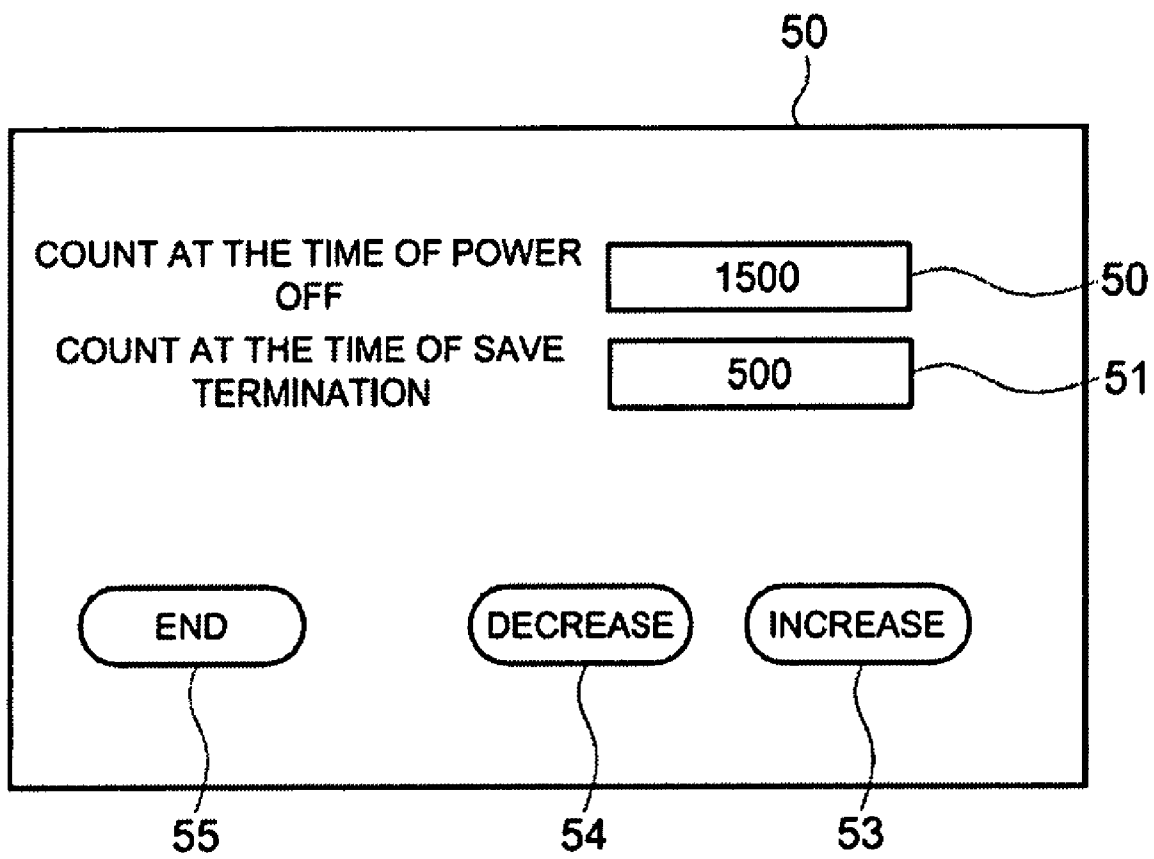 50
COUNT AT THE TIME OF POWER
OFF
1500
50
COUNT AT THE TIME OF SAVE
TERMINATION
500
51
END
DECREASE
INCREASE
55
54
53